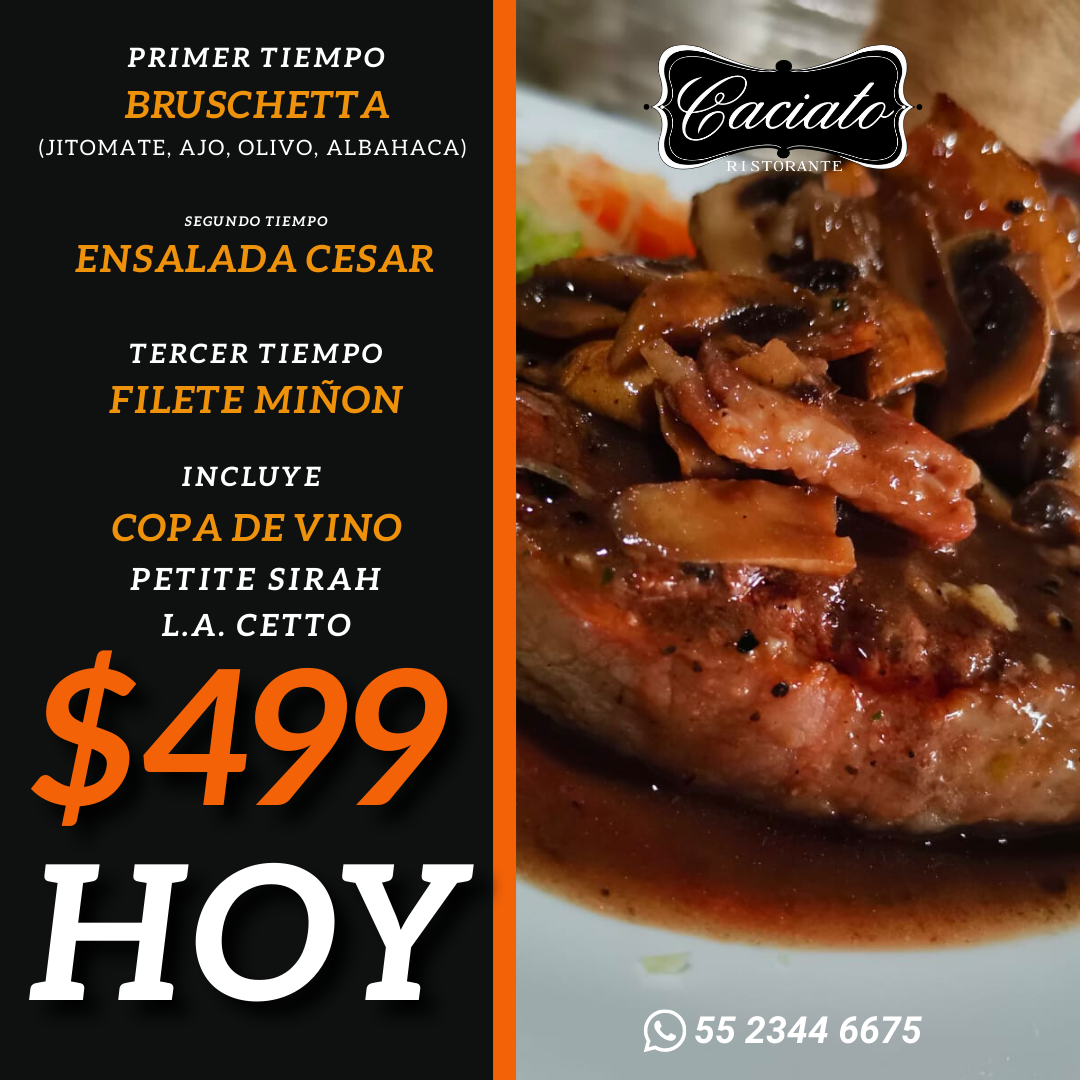 PRIMER TIEMPO
BRUSCHETTA
(JITOMATE, AJO, OLIVO, ALBAHACA)
SEGUNDO TIEMPO
ENSALADA CESAR
TERCER TIEMPO
FILETE MIÑON
INCLUYE
COPA DE VINO
PETITE SIRAH
L.A. CETTO
$499
HOY
Caciato
RISTORANTE
55 2344 6675